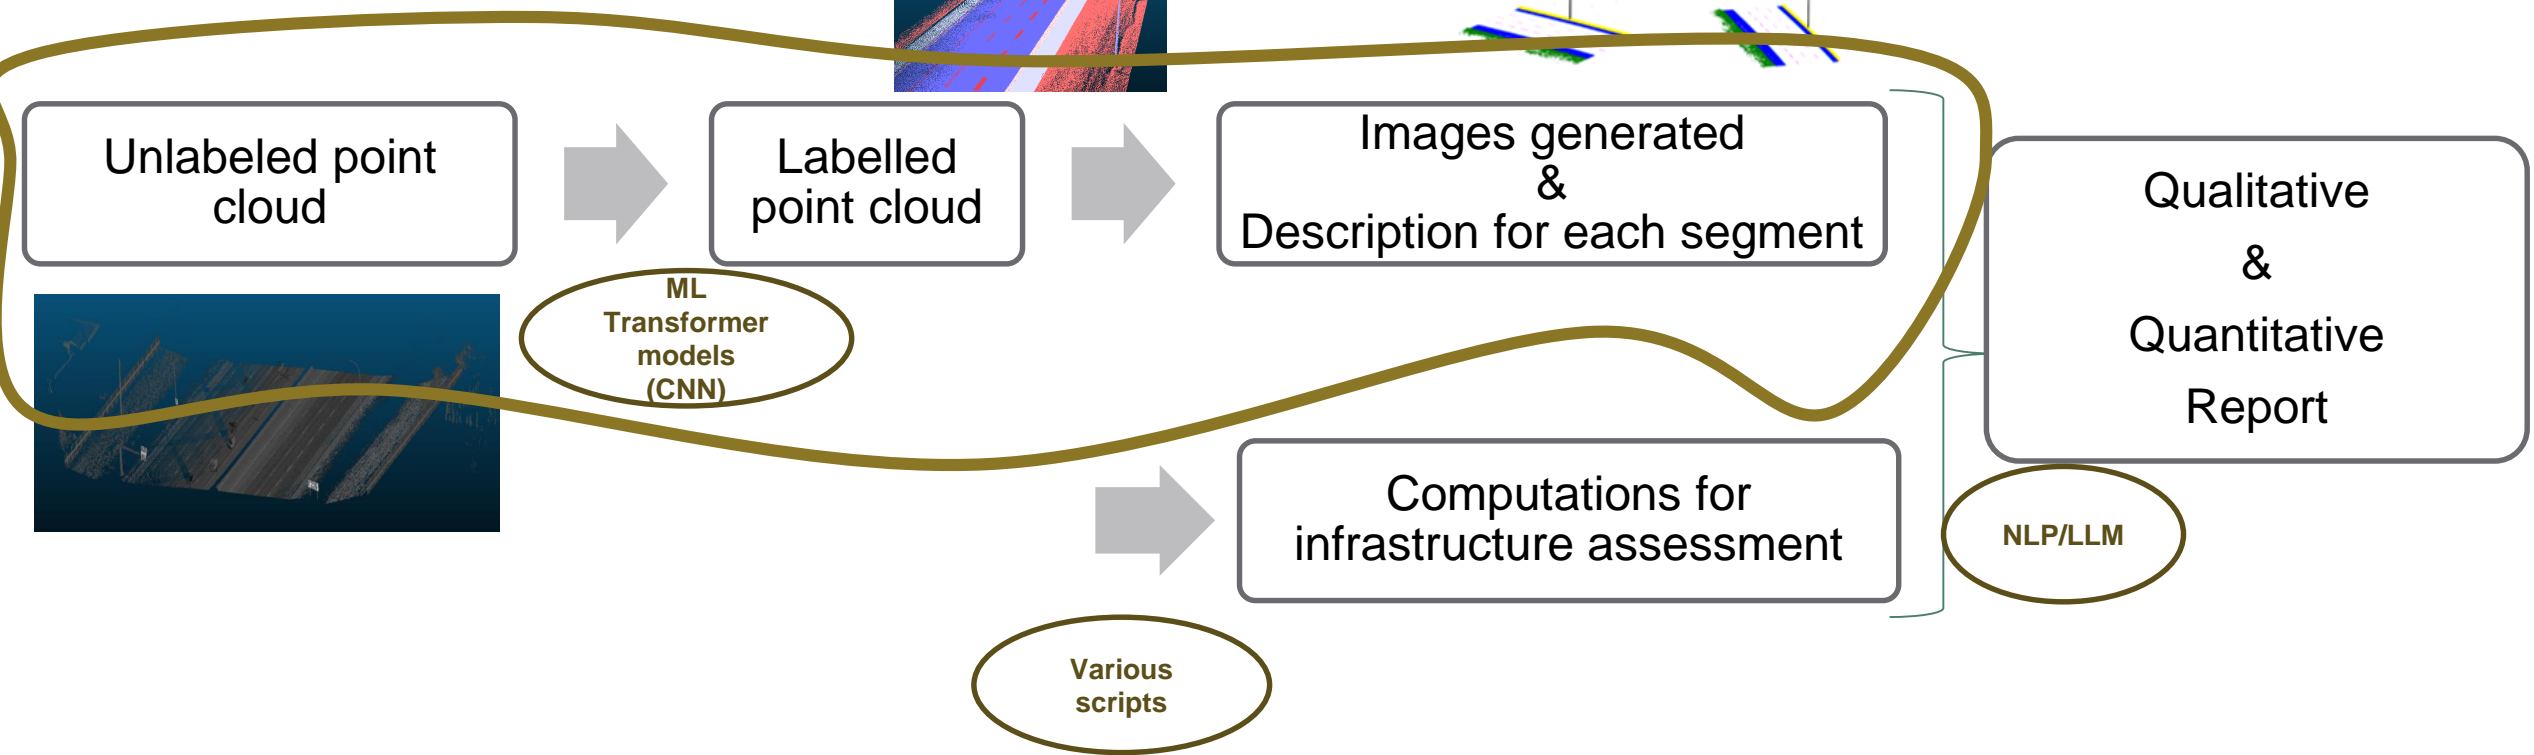 Unlabeled point
cloud
Labelled
point cloud
Images generated
&
Description for each segment
Qualitative
&
Quantitative
Report
ML
Transformer
models
(CNN)
Computations for
infrastructure assessment
NLP/LLM
Various
scripts